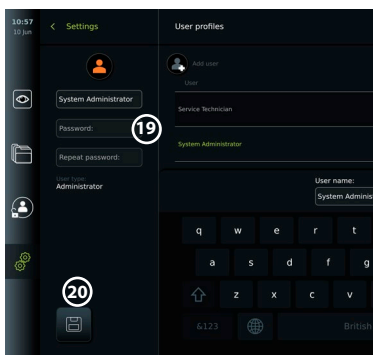 10:57
10 Jun
Settings
User profiles
Add user
User
System Administrator
Service Technician
Password:
19
System Administrator
Repeat password:
User type:
Administrator
User name:
System Adminis
q w e r t
a s d f g
20
z x c v
&123
British